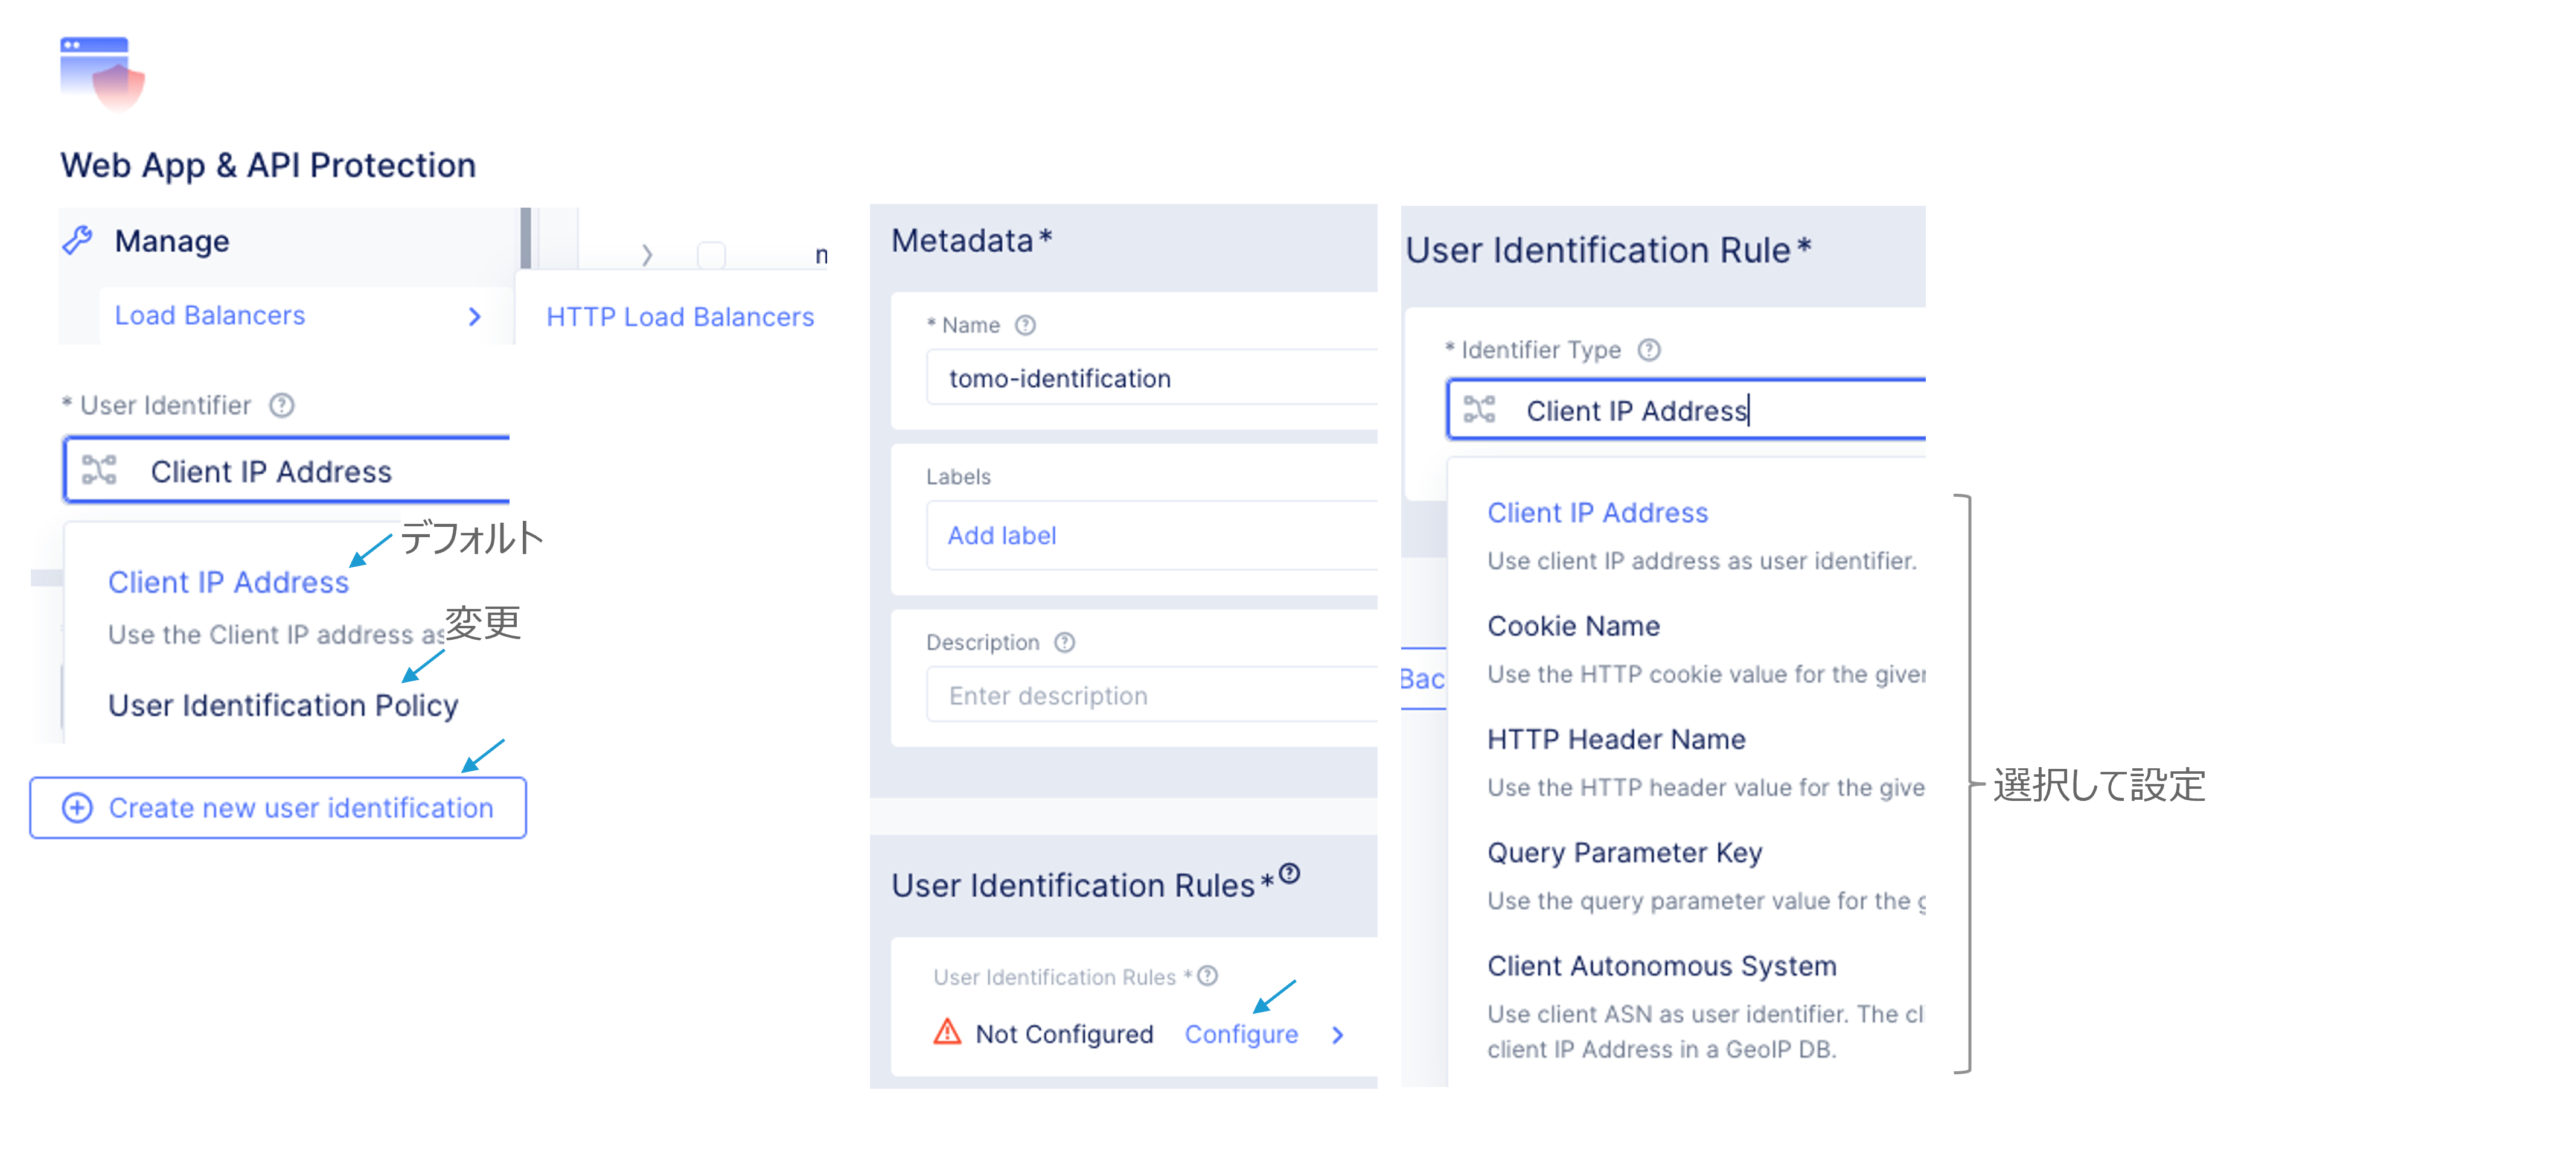 Web App & API Protection
Manage
Load Balancers
HTTP Load Balancers
* User Identifier
Client IP Address
デフォルト
Client IP Address
Use the Client IP address as
変更
User Identification Policy
Create new user identification
Metadata*
* Name
tomo-identification
Labels
Add label
Description
Enter description
User Identification Rules*
User Identification Rules *
Not Configured Configure
User Identification Rule*
* Identifier Type
Client IP Address
Client IP Address
Use client IP address as user identifier.
Cookie Name
Use the HTTP cookie value for the
HTTP Header Name
Use the HTTP header value for the
Query Parameter Key
Use the query parameter value for the
Client Autonomous System
Use client ASN as user identifier. The
client IP Address in a GeoIP DB.
選択して設定